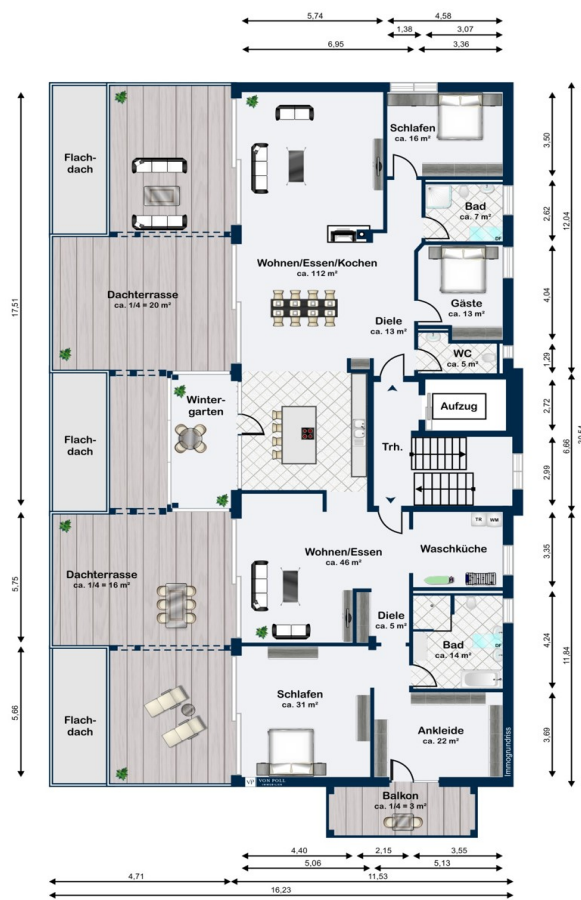 5,74
4,58
1,38
3,07
6,95
3,36
Schlafen
ca. 16 m²
Flach-
dach
3,50
Bad
ca. 7 m²
2,62
12,04
Wohnen/Essen/Kochen
ca. 112 m²
Dachterrasse
ca. 1/4 = 20 m²
17,51
Gäste
ca. 13 m²
4,04
Diele
ca. 13 m²
WC
ca. 5 m²
1,29
Winter-
garten
Aufzug
2,72
Flach-
dach
Trh.
6,66
2,99
TR
WM
Wohnen/Essen
ca. 46 m²
Waschküche
3,35
Dachterrasse
ca. 1/4 = 16 m²
5,75
Diele
ca. 5 m²
Bad
ca. 14 m²
4,24
11,84
Schlafen
ca. 31 m²
Flach-
dach
5,66
Ankleide
ca. 22 m²
3,69
Immogrundriss
VP VON POLL
IMMOBILIEN
Balkon
ca. 1/4 = 3 m²
4,40
2,15
3,55
5,06
5,13
4,71
11,53
16,23